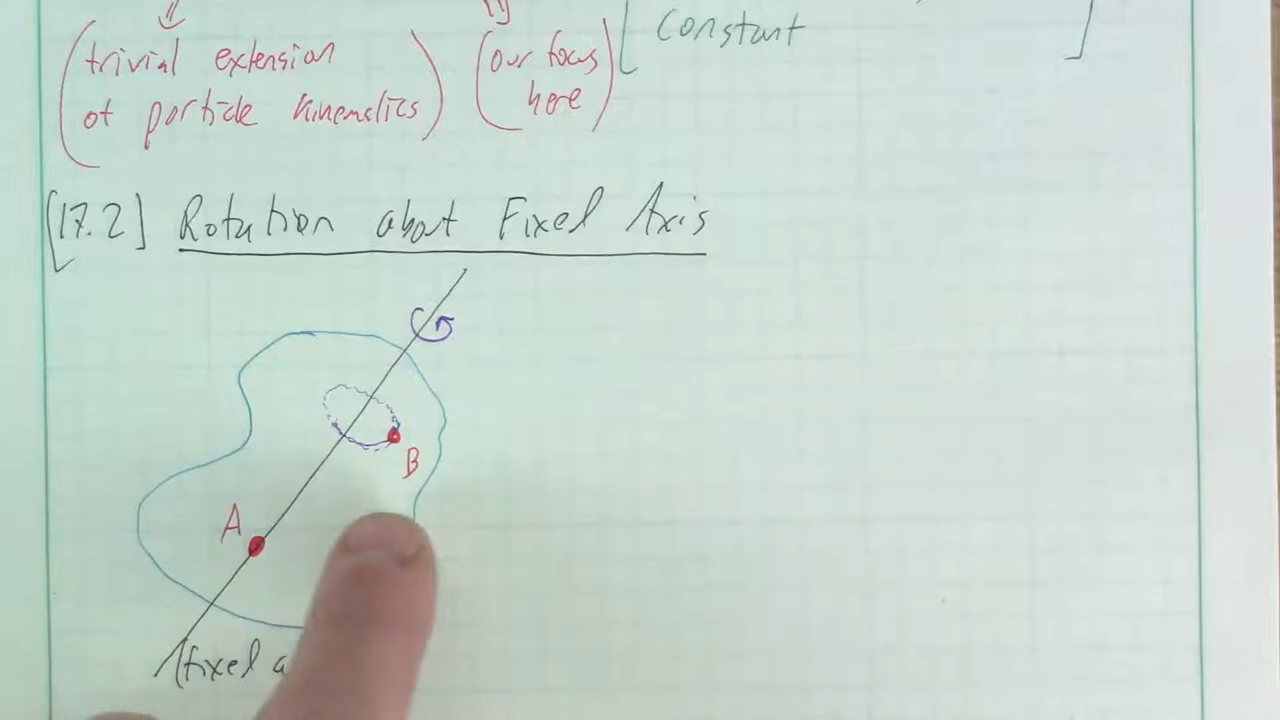 (trivial extension
of particle kinematics)
(our focus
here)
[constant]
[17.2] Rotation about Fixed Axis
B
A
(fixed a